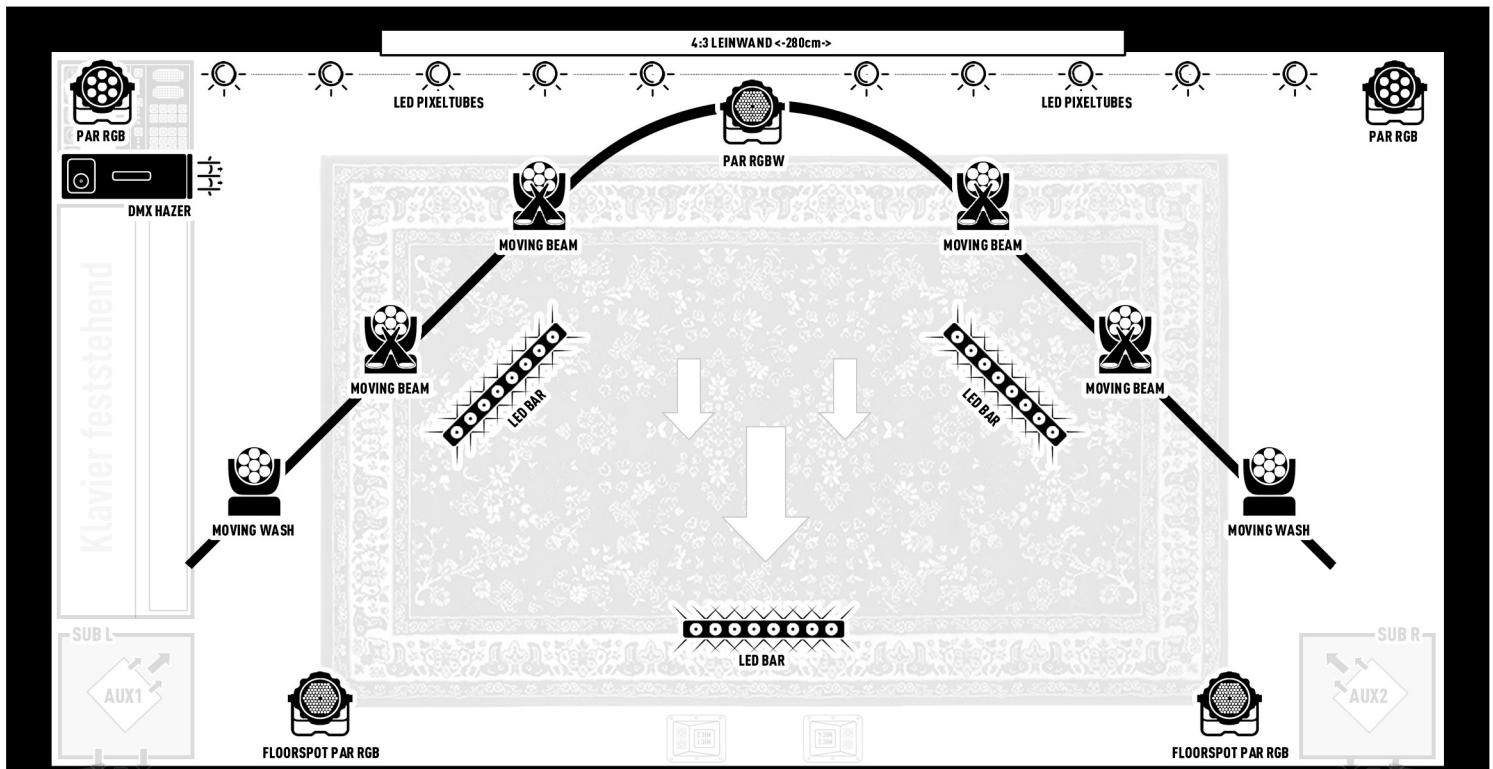 4:3 LEINWAND <-280cm->
LED PIXELTUBES
LED PIXELTUBES
PAR RGB
PAR RGB
PAR RGBW
DMX HAZER
MOVING BEAM
MOVING BEAM
MOVING BEAM
MOVING BEAM
LED BAR
LED BAR
Klavier feststehend
MOVING WASH
MOVING WASH
SUB L
SUB R
LED BAR
AUX1
AUX2
FLOORSPOT PAR RGB
FLOORSPOT PAR RGB